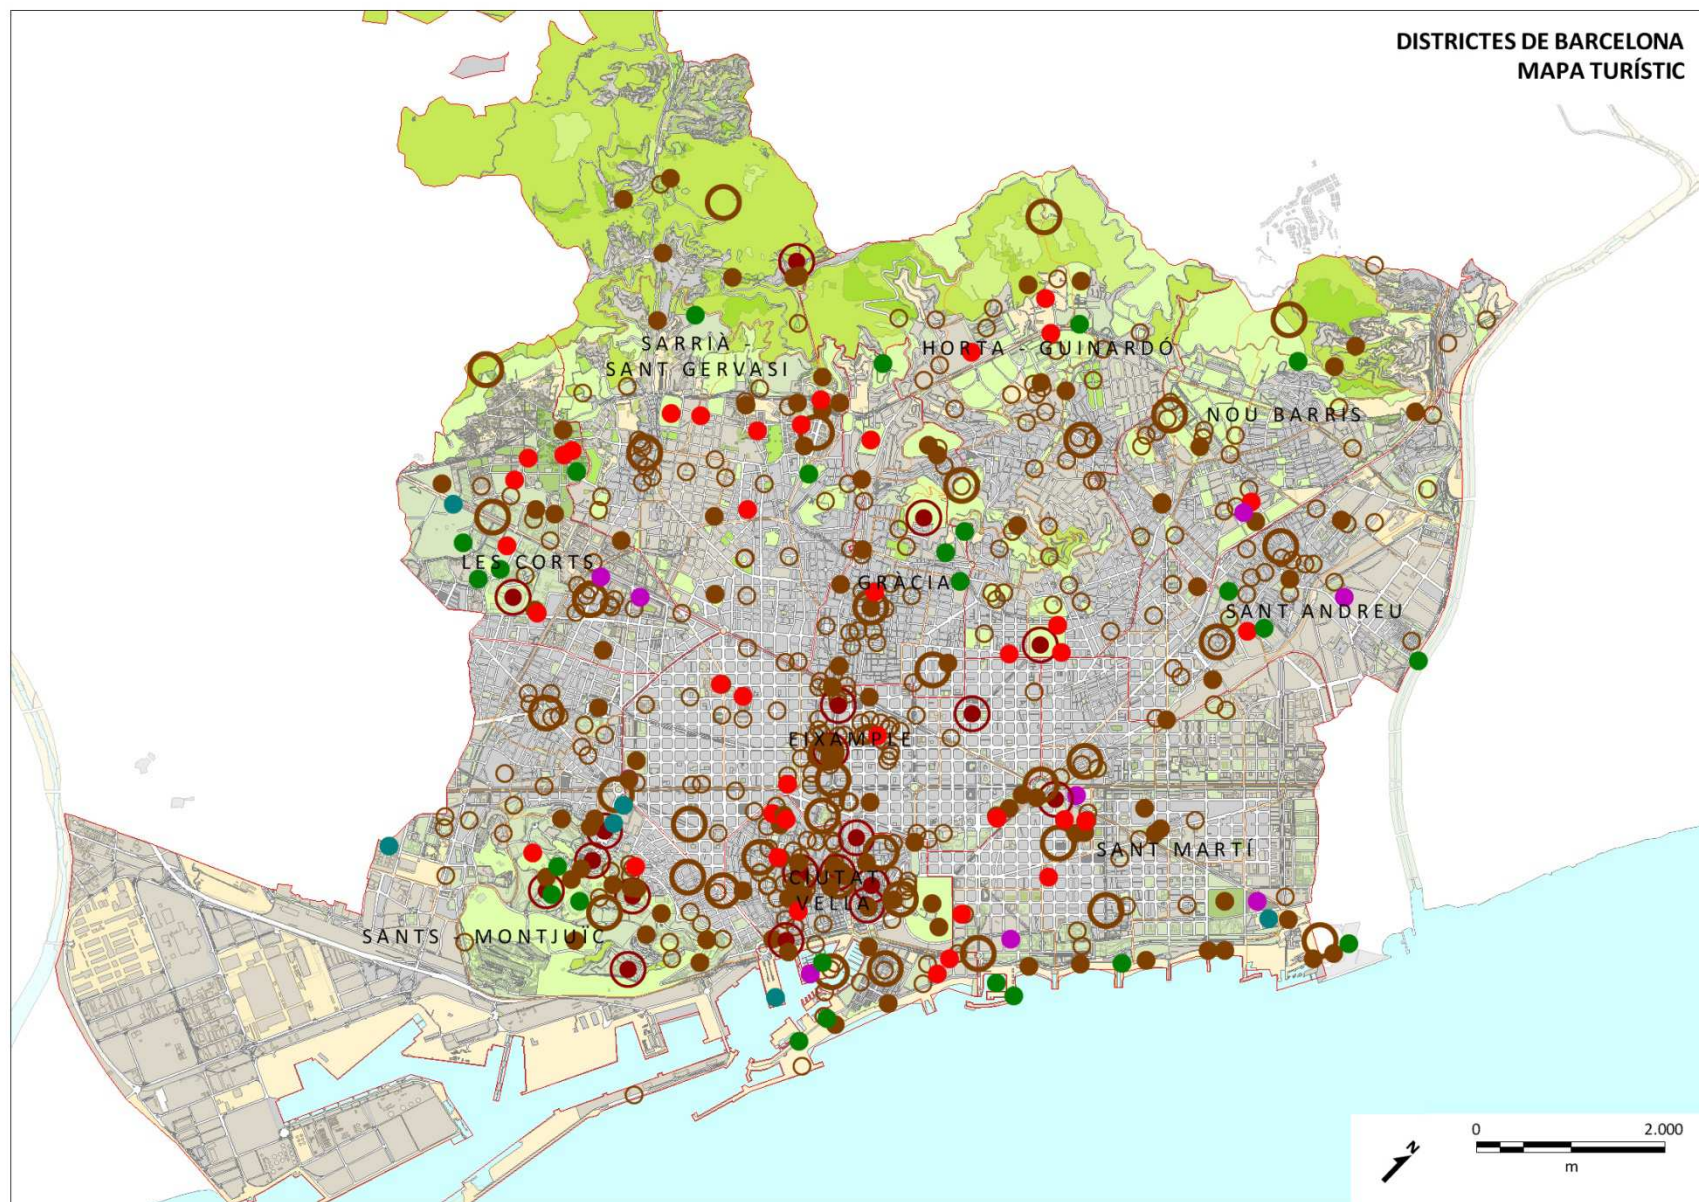 DISTRICTES DE BARCELONA
MAPA TURÍSTIC
SARRIÀ -
SANT GERVASI
HORTA - GUINARDÓ
NOU BARRIS
LES CORTS
GRÀCIA
SANT ANDREU
EIXAMPLE
SANT MARTÍ
CIUTAT
VELLA
SANTS - MONTJUÏC
N
0 2.000
m